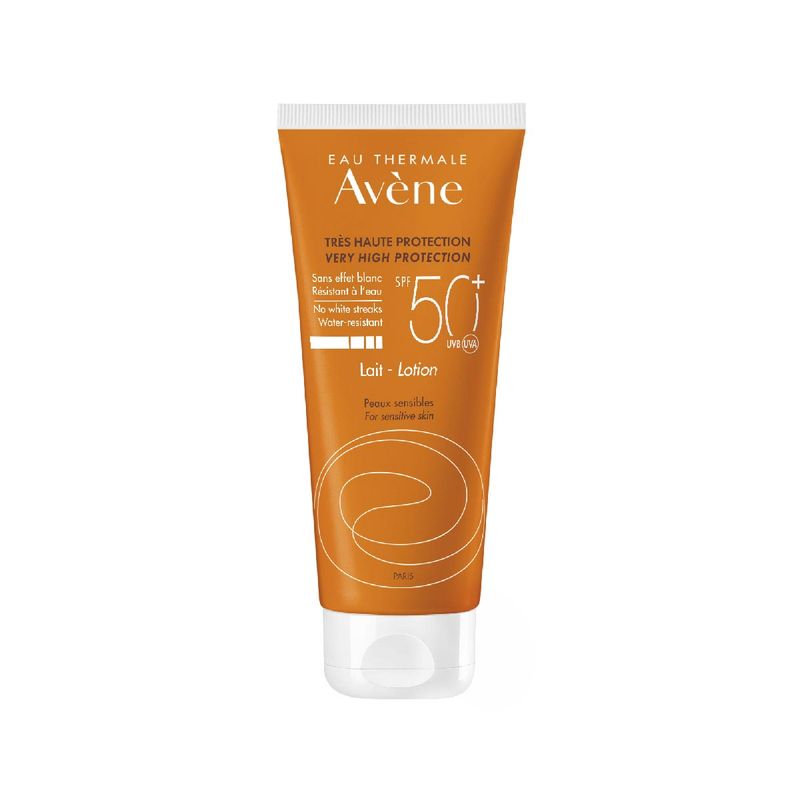 EAU THERMALE
Avène
TRÈS HAUTE PROTECTION
VERY HIGH PROTECTION
Sans effet blanc
Résistant à l'eau
No white streaks
Water-resistant
SPF 50+
UVB UVA
Lait - Lotion
Peaux sensibles
For sensitive skin
PARIS